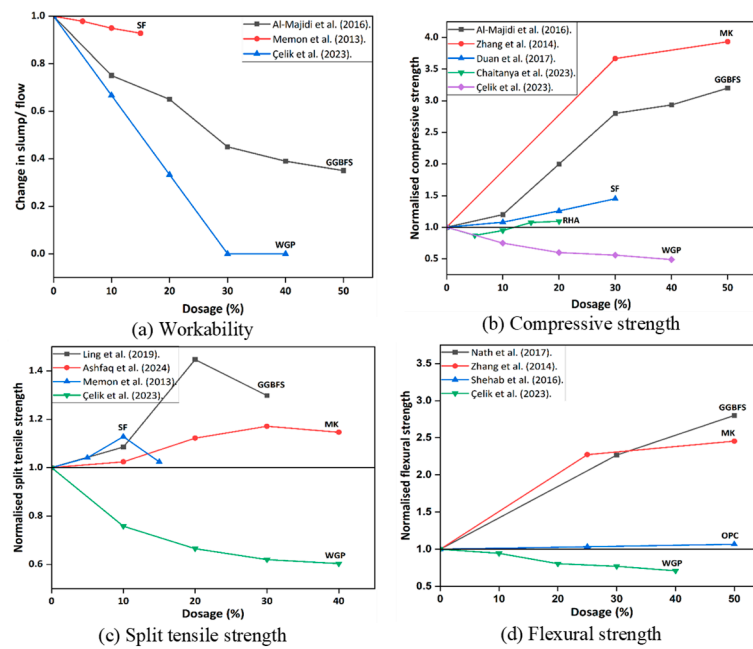 Al-Majidi et al. (2016).
Memon et al. (2013).
Çelik et al. (2023).
SF
GGBFS
WGP
Change in slump/ flow
1.0
0.8
0.6
0.4
0.2
0.0
0 10 20 30 40 50
Dosage (%)
(a) Workability
Al-Majidi et al. (2016).
Zhang et al. (2014).
Duan et al. (2017).
Chaitanya et al. (2023).
Çelik et al. (2023).
MK
GGBFS
SF
RHA
WGP
Normalised compressive strength
4.0
3.5
3.0
2.5
2.0
1.5
1.0
0.5
0 10 20 30 40 50
Dosage (%)
(b) Compressive strength
Ling et al. (2019).
Ashfaq et al. (2024)
Memon et al. (2013).
Çelik et al. (2023).
GGBFS
SF
MK
WGP
Normalised split tensile strength
1.4
1.2
1.0
0.8
0.6
0 10 20 30 40
Dosage (%)
(c) Split tensile strength
Nath et al. (2017).
Zhang et al. (2014).
Shehab et al. (2016).
Çelik et al. (2023).
GGBFS
MK
OPC
WGP
Normalised flexural strength
3.5
3.0
2.5
2.0
1.5
1.0
0.5
0 10 20 30 40 50
Dosage (%)
(d) Flexural strength